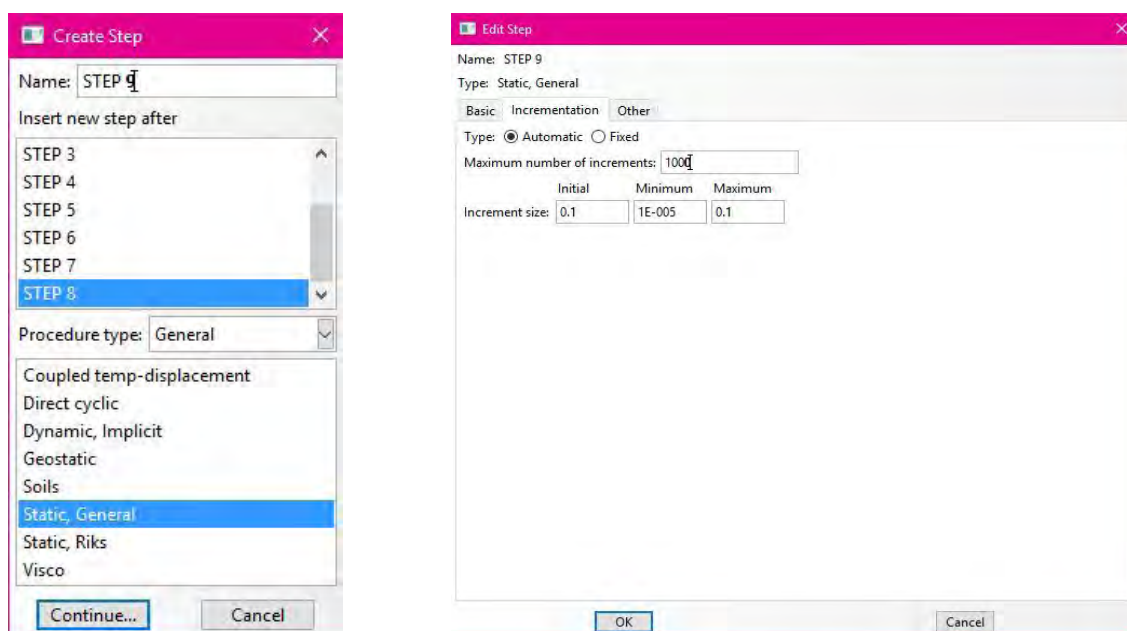 Create Step
Name: STEP 9
Insert new step after
STEP 3
STEP 4
STEP 5
STEP 6
STEP 7
STEP 8
Procedure type: General
Coupled temp-displacement
Direct cyclic
Dynamic, Implicit
Geostatic
Soils
Static, General
Static, Riks
Visco
Continue... Cancel
Edit Step
Name: STEP 9
Type: Static, General
Basic Incrementation Other
Type: Automatic Fixed
Maximum number of increments: 1000
Initial Minimum Maximum
Increment size: 0.1 1E-005 0.1
OK Cancel